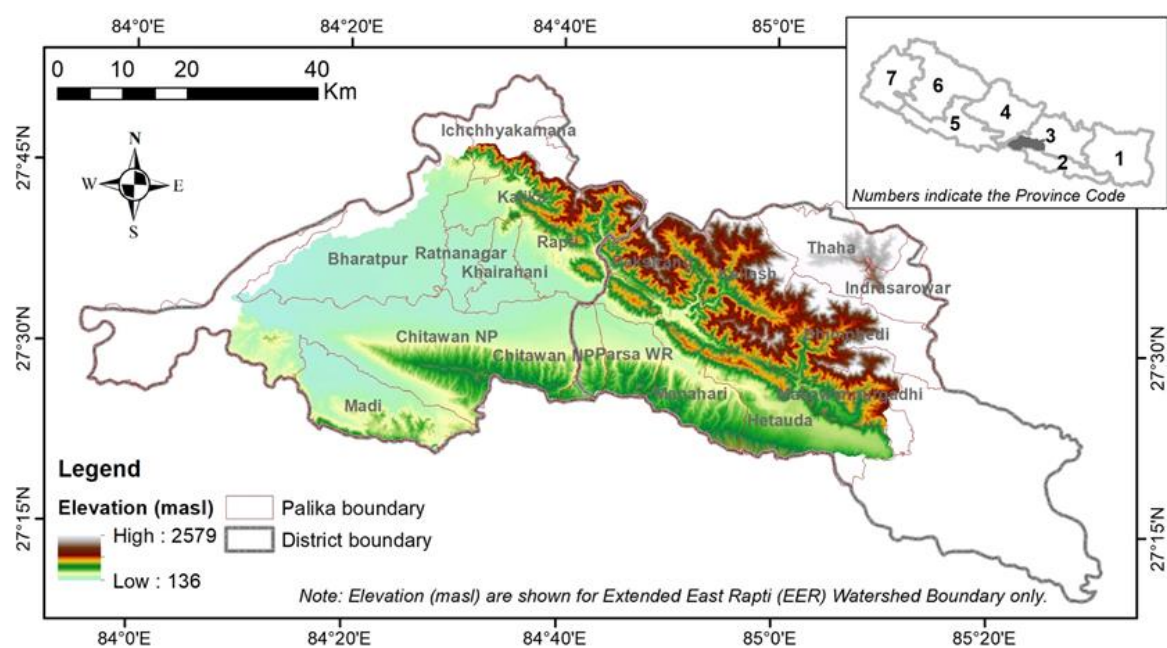 84°0'E 84°20'E 84°40'E 85°0'E
0 10 20 40
Km
N
W E
S
27°45'N
27°30'N
27°15'N
27°30'N
27°15'N
7 6 5 4 3 2 1
Numbers indicate the Province Code
Ichchhyakamana
Thaha
Rapti
Bharatpur
Ratnanagar
Khairahani
Kailash
Indrasarowar
Chitawan NP
Chitawan NP
Parsa WR
Madi
Manahari
Hetauda
Legend
Elevation (masl)
High : 2579
Low : 136
Palika boundary
District boundary
Note: Elevation (masl) are shown for Extended East Rapti (EER) Watershed Boundary only.
84°0'E 84°20'E 84°40'E 85°0'E 85°20'E